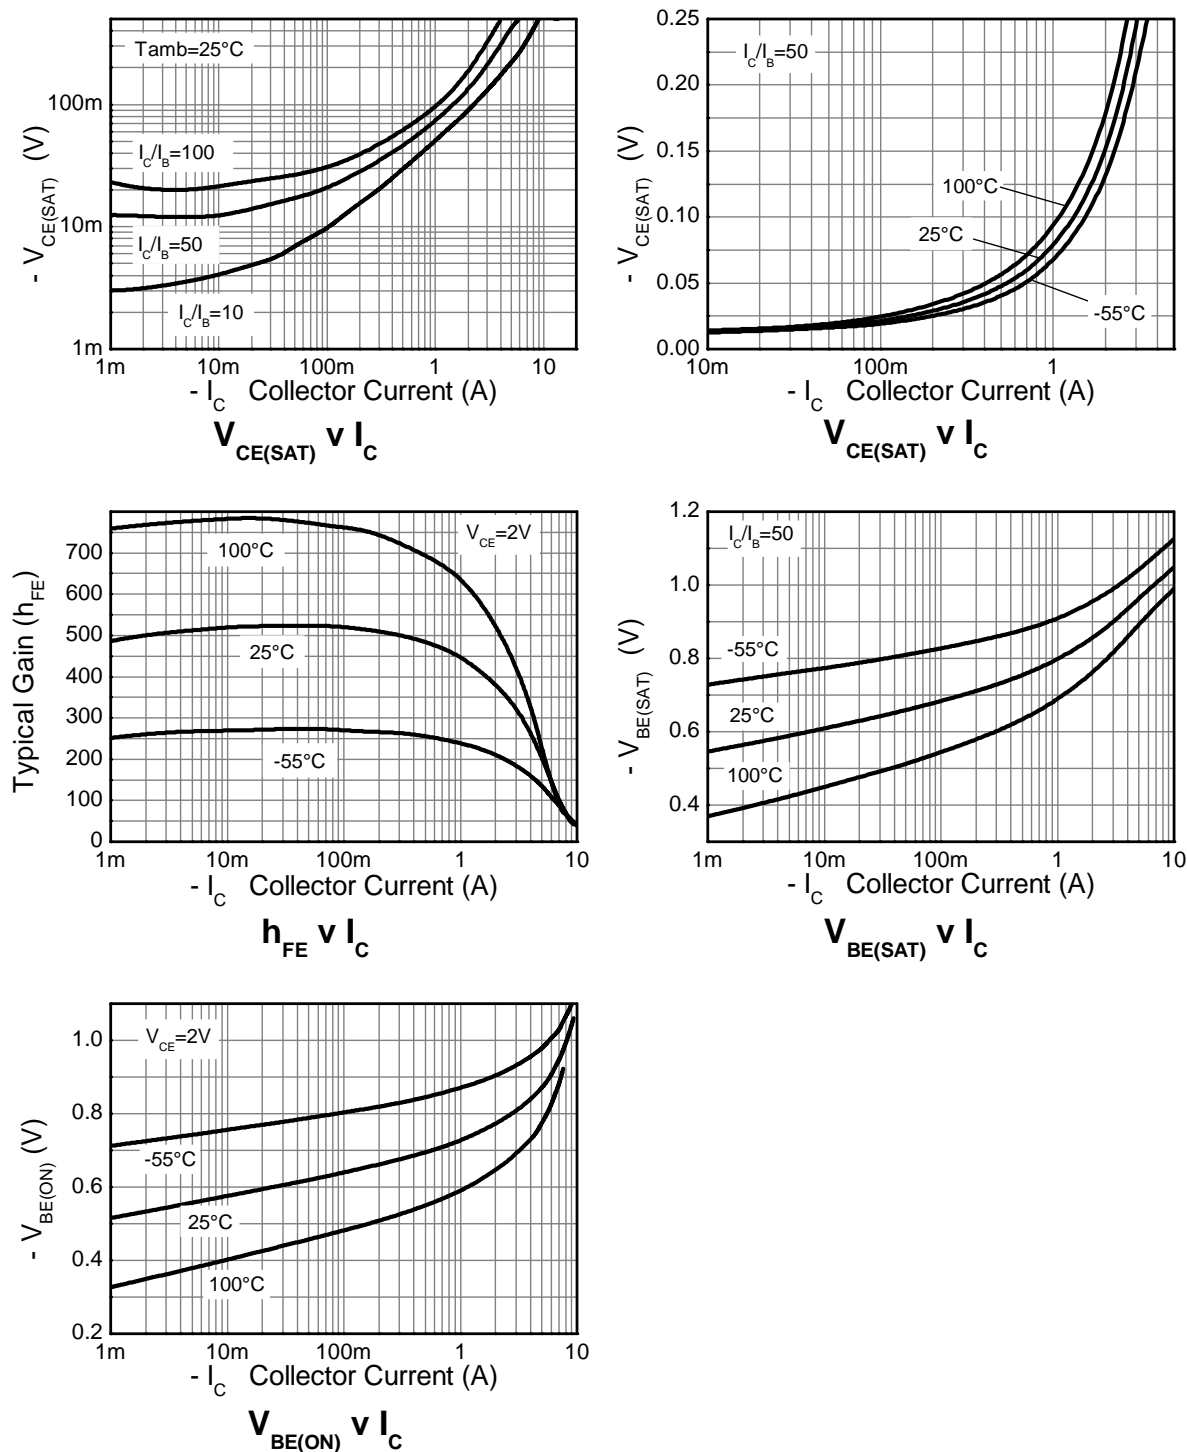 - V_CE(SAT) (V)
Tamb=25°C
100m
10m
1m
I_C/I_B=100
I_C/I_B=50
I_C/I_B=10
1m 10m 100m 1 10
- I_C Collector Current (A)
V_CE(SAT) v I_C
- V_CE(SAT) (V)
0.25
0.20
0.15
0.10
0.05
0.00
I_C/I_B=50
100°C
25°C
-55°C
10m 100m 1
- I_C Collector Current (A)
V_CE(SAT) v I_C
Typical Gain (h_FE)
700
600
500
400
300
200
100
0
V_CE=2V
100°C
25°C
-55°C
1m 10m 100m 1 10
- I_C Collector Current (A)
h_FE v I_C
- V_BE(SAT) (V)
1.2
1.0
0.8
0.6
0.4
I_C/I_B=50
-55°C
25°C
100°C
1m 10m 100m 1 10
- I_C Collector Current (A)
V_BE(SAT) v I_C
- V_BE(ON) (V)
1.0
0.8
0.6
0.4
0.2
V_CE=2V
-55°C
25°C
100°C
1m 10m 100m 1 10
- I_C Collector Current (A)
V_BE(ON) v I_C